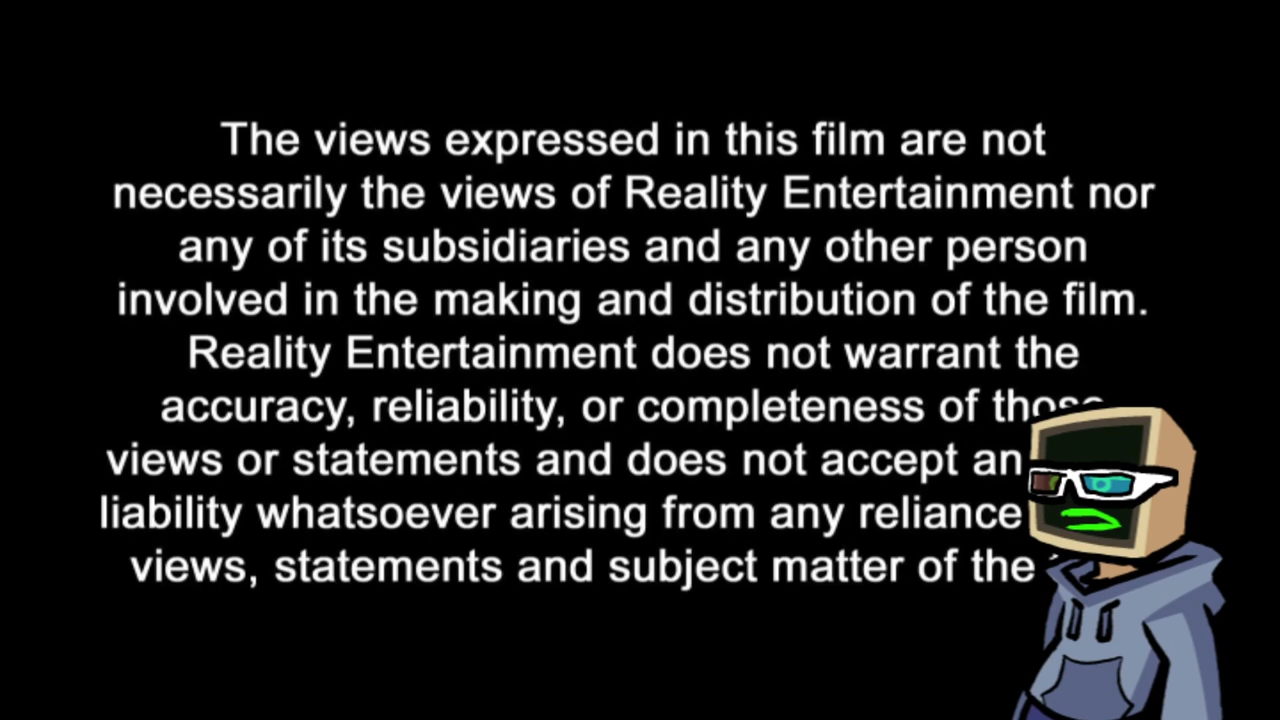 The views expressed in this film are not
necessarily the views of Reality Entertainment nor
any of its subsidiaries and any other person
involved in the making and distribution of the film.
Reality Entertainment does not warrant the
accuracy, reliability, or completeness of those
views or statements and does not accept an
liability whatsoever arising from any reliance
views, statements and subject matter of the